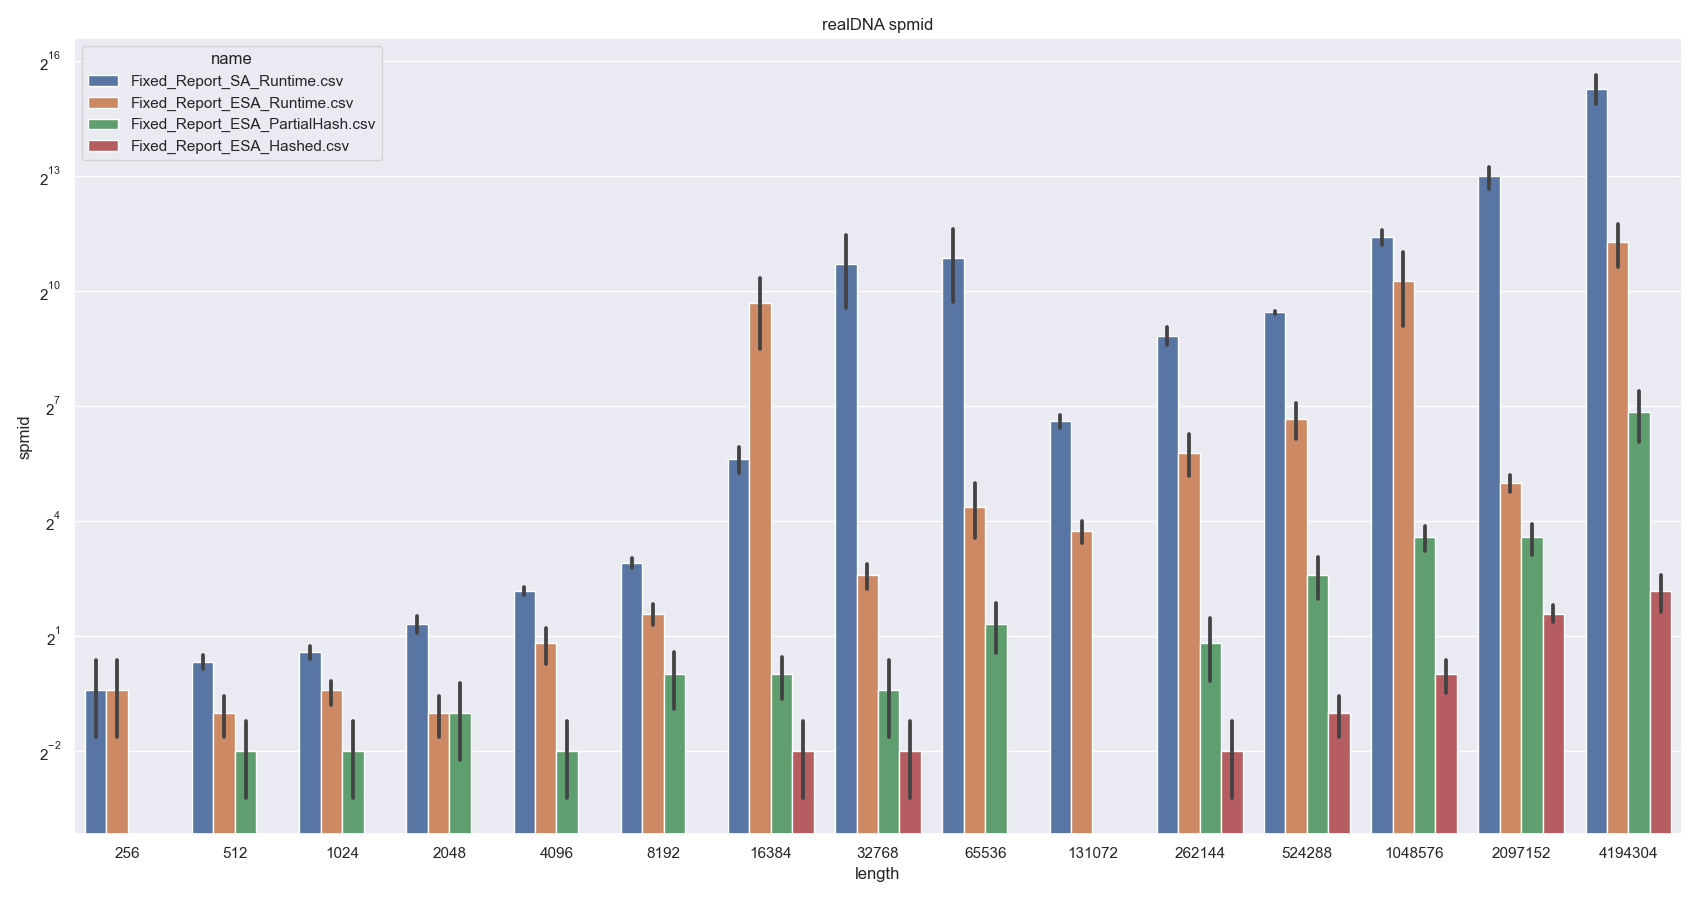 realDNA spmid
name
Fixed_Report_SA_Runtime.csv
Fixed_Report_ESA_Runtime.csv
Fixed_Report_ESA_PartialHash.csv
Fixed_Report_ESA_Hashed.csv
2^16
2^13
2^10
2^7
2^4
2^1
2^−2
spmid
256 512 1024 2048 4096 8192 16384 32768 65536 131072 262144 524288 1048576 2097152 4194304
length